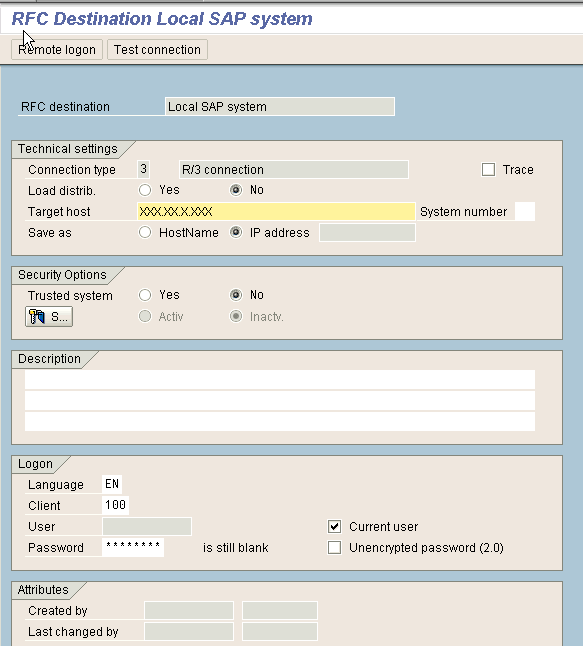 RFC Destination Local SAP system
Remote logon Test connection
RFC destination Local SAP system
Technical settings
Connection type 3 R/3 connection Trace
Load distrib. Yes No
Target host XXX.XX.X.XXX System number
Save as HostName IP address
Security Options
Trusted system Yes No
S... Activ Inactv.
Description
Logon
Language EN
Client 100
User Current user
Password ******** is still blank Unencrypted password (2.0)
Attributes
Created by
Last changed by